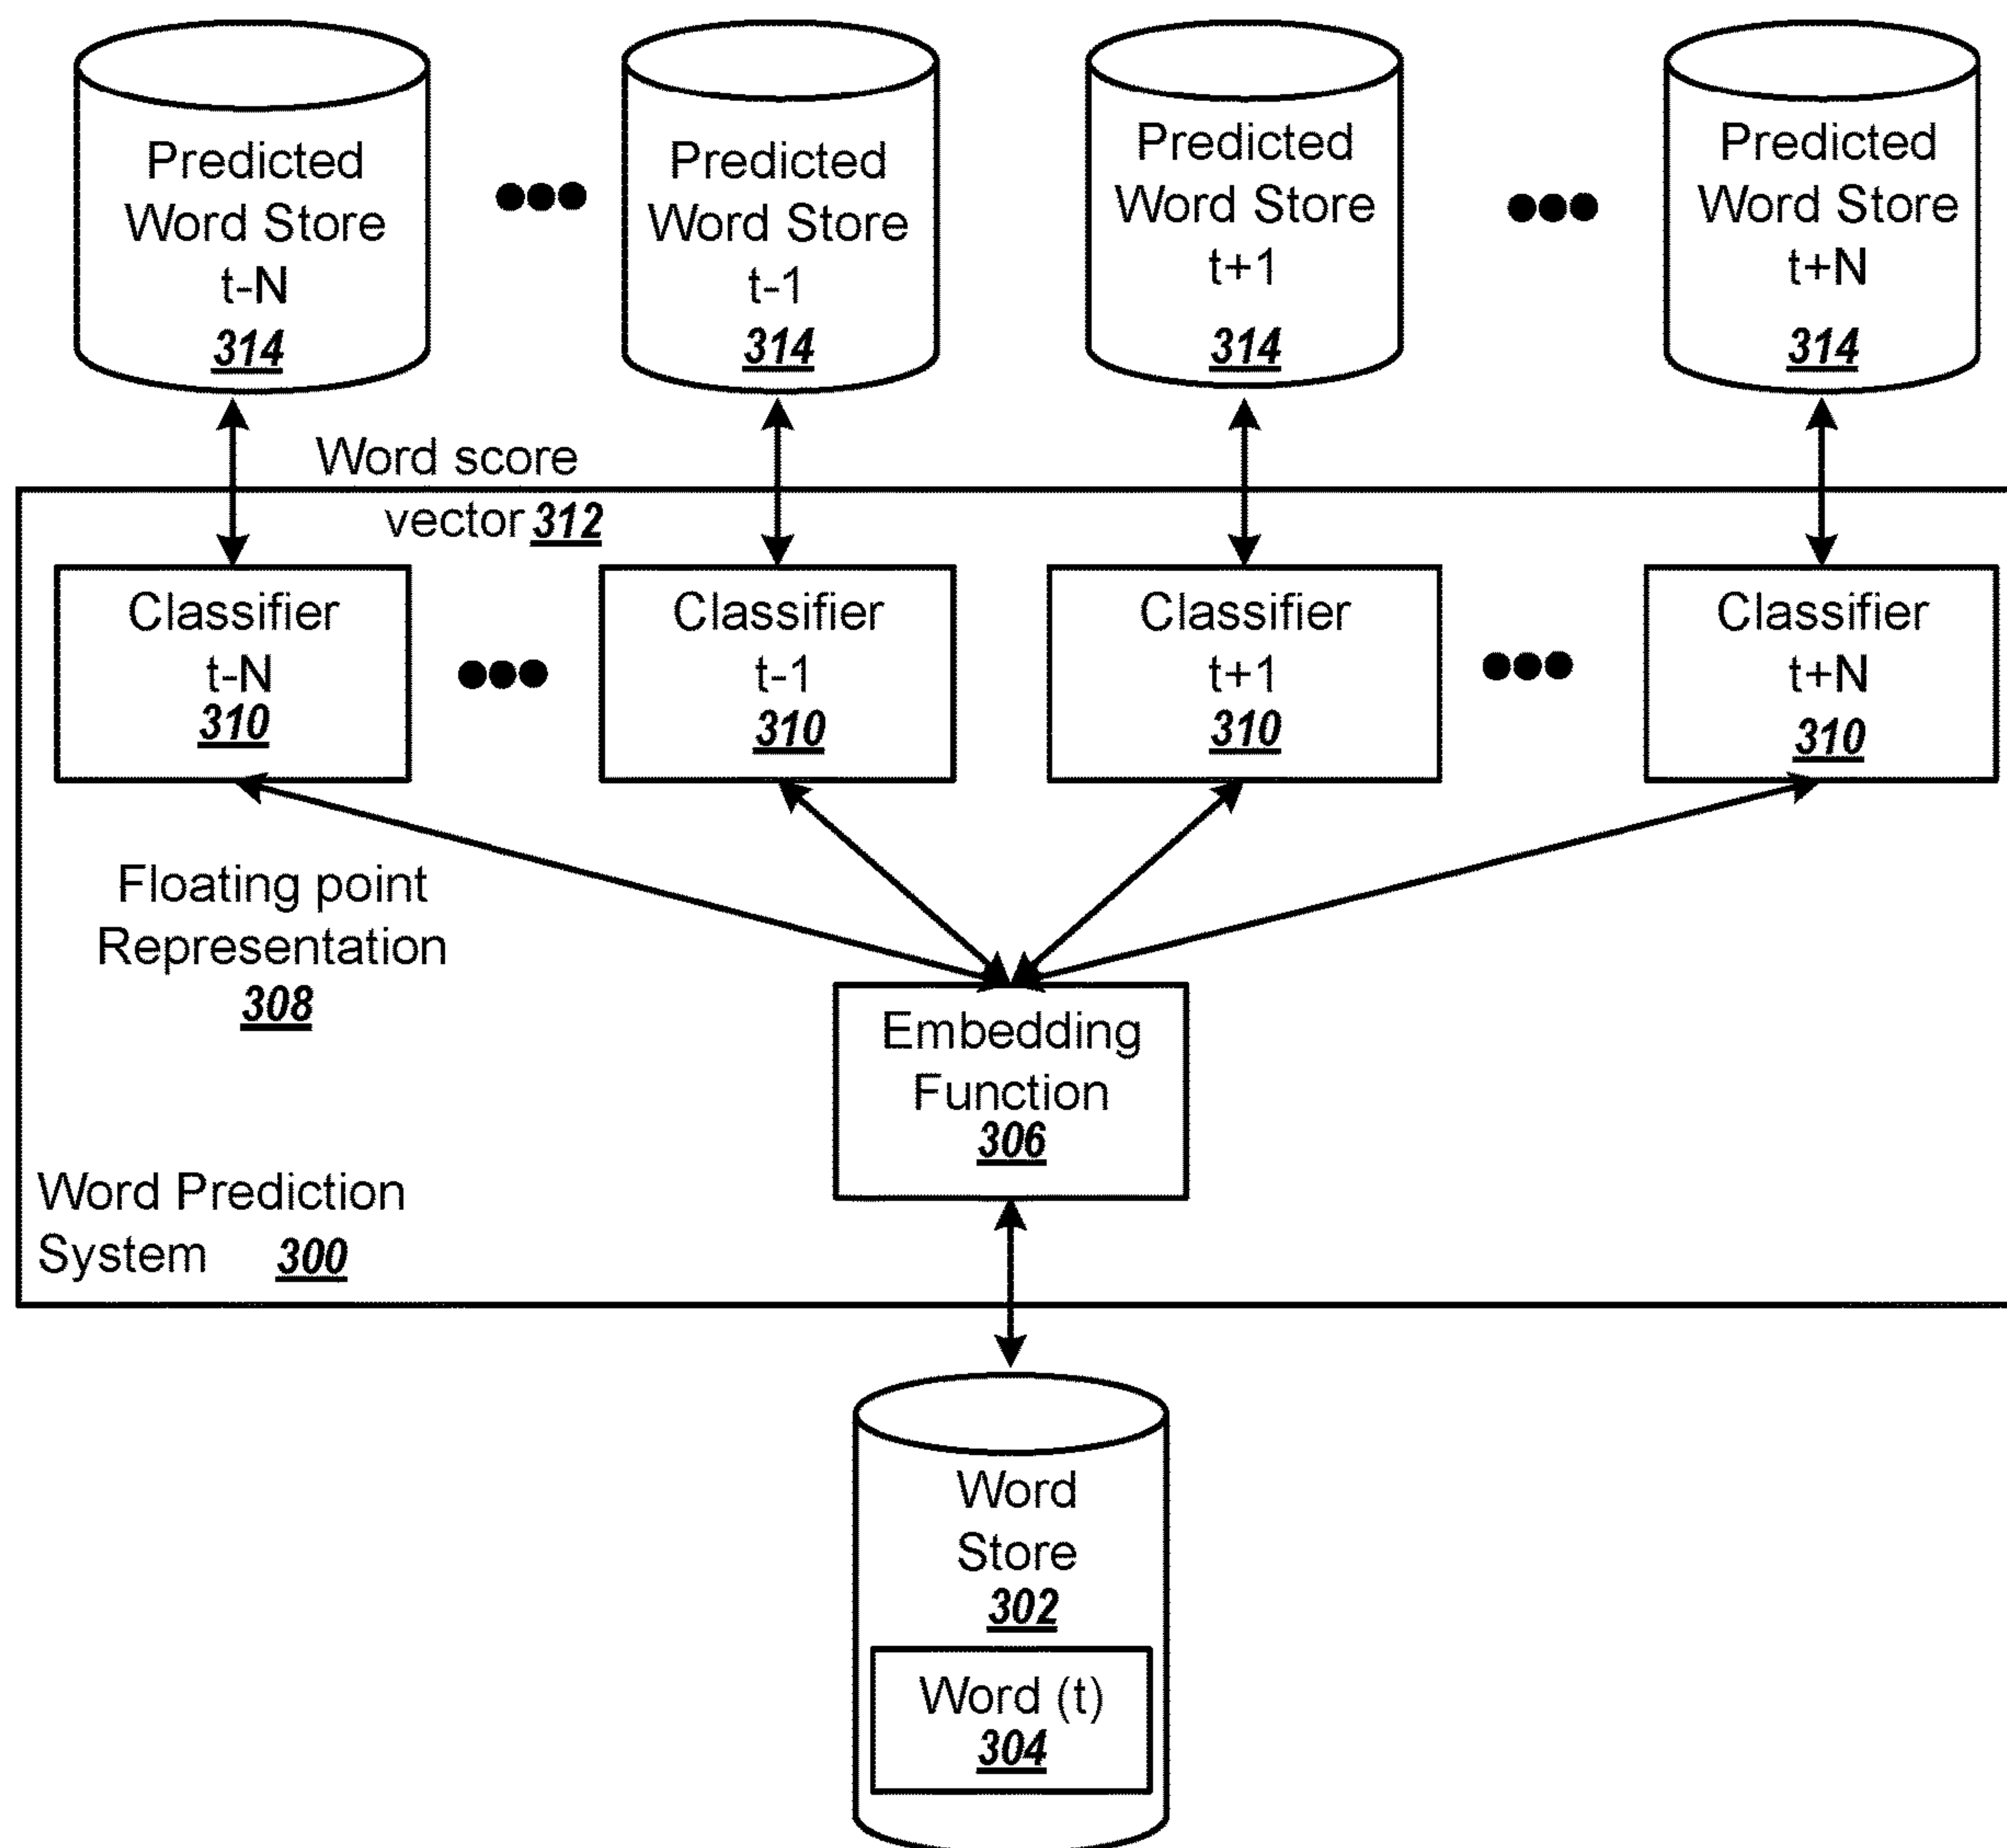 Predicted
Word Store
t-N
314
Predicted
Word Store
t-1
314
Predicted
Word Store
t+1
314
Predicted
Word Store
t+N
314
Word score
vector 312
Classifier
t-N
310
Classifier
t-1
310
Classifier
t+1
310
Classifier
t+N
310
Floating point
Representation
308
Embedding
Function
306
Word Prediction
System 300
Word
Store
302
Word (t)
304